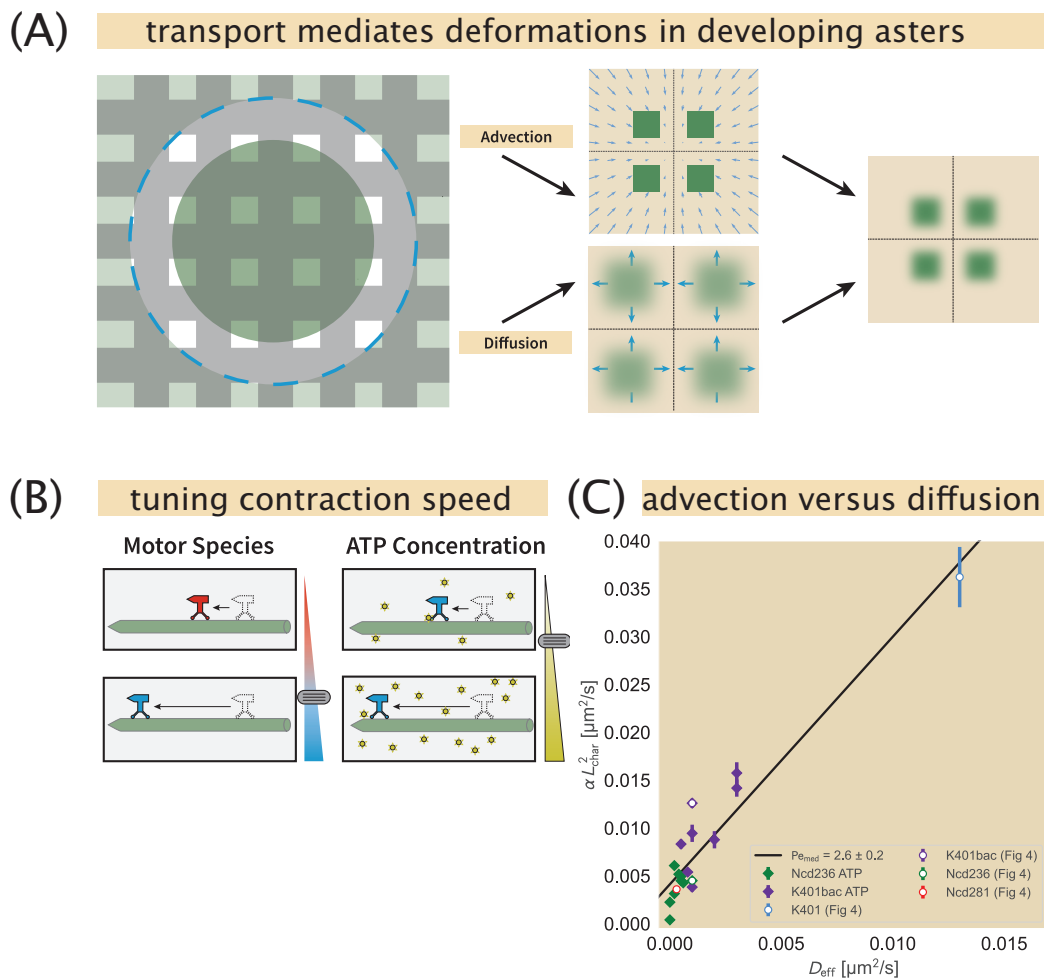 (A)
transport mediates deformations in developing asters
Advection
Diffusion
(B)
tuning contraction speed
Motor Species
ATP Concentration
(C)
advection versus diffusion
0.040
0.035
0.030
0.025
0.020
0.015
0.010
0.005
0.000
α L²char [µm²/s]
Pe_med = 2.6 ± 0.2
Ncd236 ATP
K401bac ATP
K401 (Fig 4)
K401bac (Fig 4)
Ncd236 (Fig 4)
Ncd281 (Fig 4)
0.000 0.005 0.010 0.015
D_eff [µm²/s]